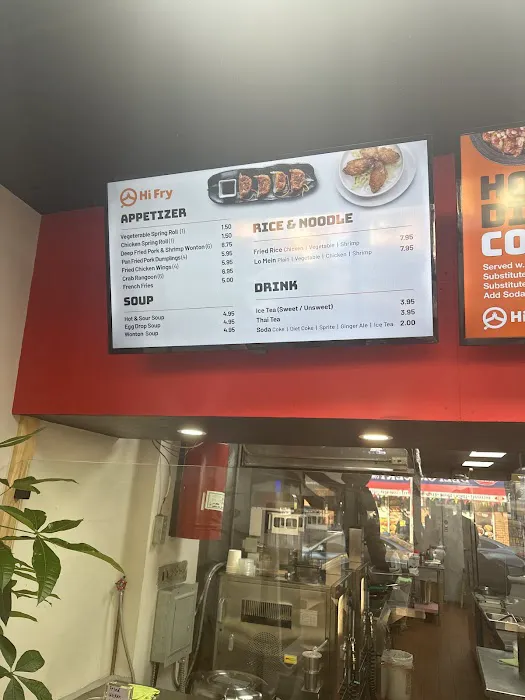 Hi Fry
APPETIZER
Vegeterable Spring Roll (1) 1.50
Chicken Spring Roll (1) 1.50
Deep Fried Pork & Shrimp Wonton (6) 8.75
Pan Fried Pork Dumplings (4) 5.95
Fried Chicken Wings (4) 5.95
Crab Rangoon (5) 6.95
French Fries 5.00
SOUP
Hot & Sour Soup 4.95
Egg Drop Soup 4.95
Wonton Soup 4.95
RICE & NOODLE
Fried Rice Chicken | Vegetable | Shrimp 7.95
Lo Mein Plain | Vegetable | Chicken | Shrimp 7.95
DRINK
Ice Tea (Sweet / Unsweet) 3.95
Thai Tea 3.95
Soda Coke | Diet Coke | Sprite | Ginger Ale | Ice Tea 2.00
CO
Served w.
Substitute
Substitute
Add Soda
Hi